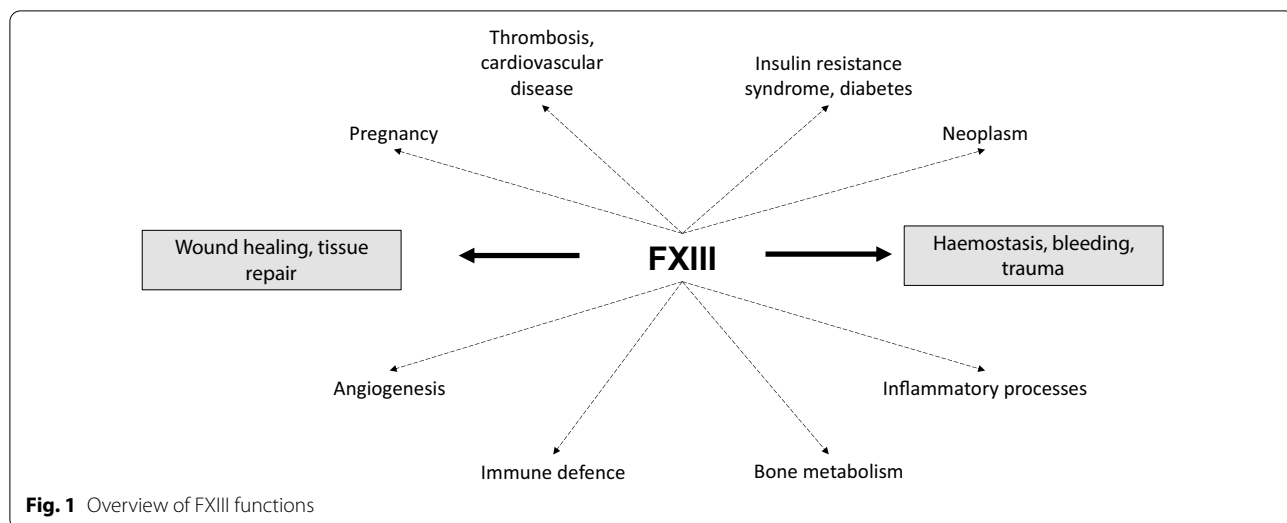 Thrombosis,
cardiovascular
disease
Insulin resistance
syndrome, diabetes
Pregnancy
Neoplasm
Wound healing, tissue
repair
FXIII
Haemostasis, bleeding,
trauma
Angiogenesis
Inflammatory processes
Immune defence
Bone metabolism
Fig. 1 Overview of FXIII functions